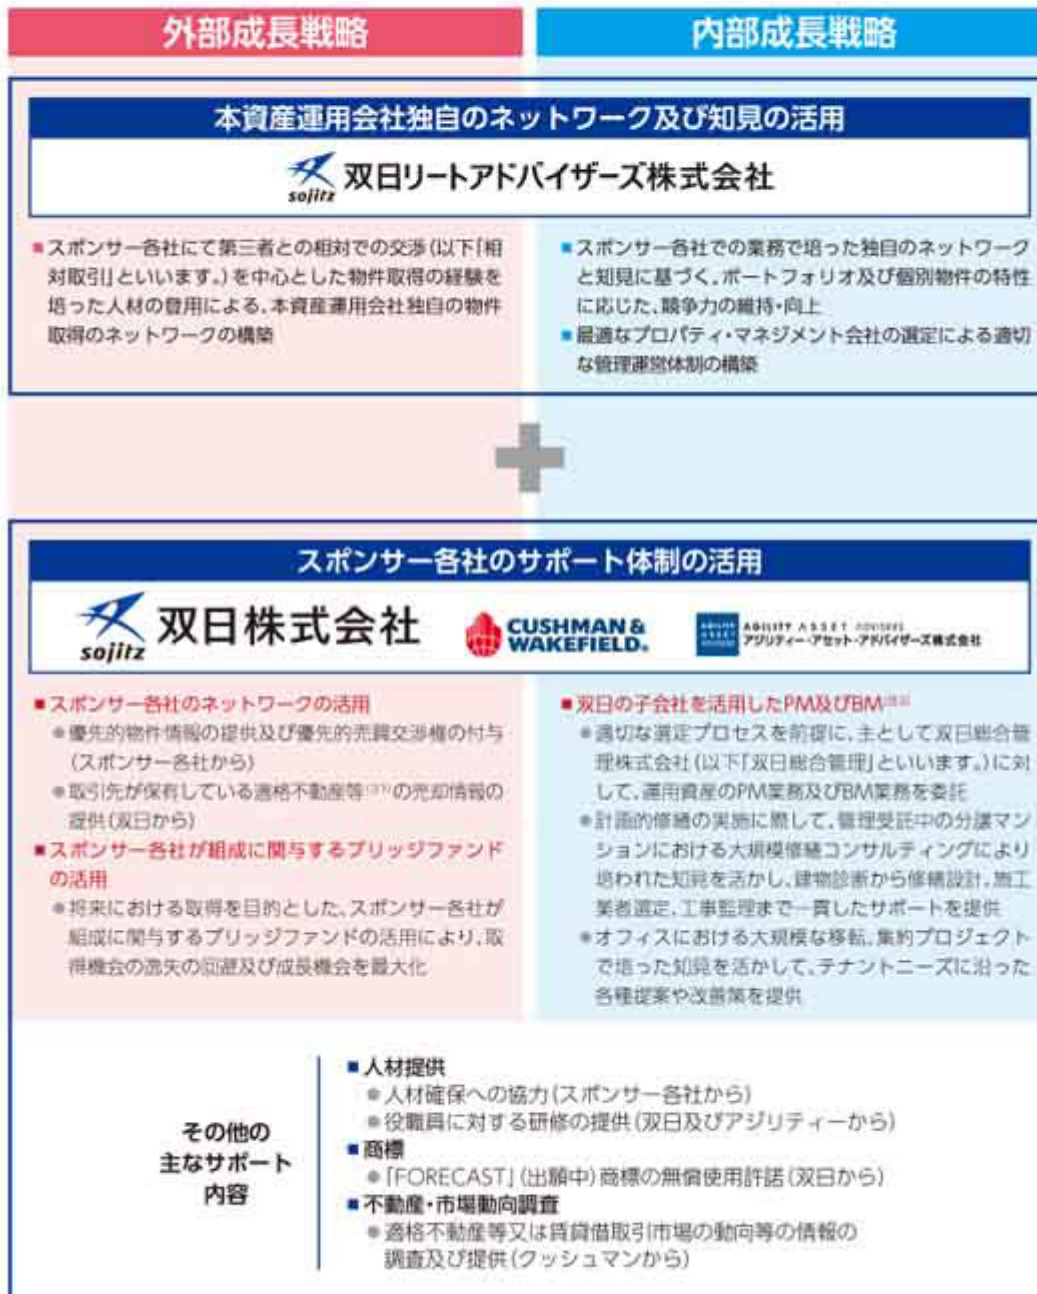 外部成長戦略
内部成長戦略
本資産運用会社独自のネットワーク及び知見の活用
sojitz 双日リートアドバイザーズ株式会社
■スポンサー各社にて第三者との相対での交渉(以下「相
対取引」といいます。)を中心とした物件取得の経験を
培った人材の登用による、本資産運用会社独自の物件
取得のネットワークの構築
■スポンサー各社での業務で培った独自のネットワーク
と知見に基づく、ポートフォリオ及び個別物件の特性
に応じた、競争力の維持・向上
■最適なプロパティ・マネジメント会社の選定による適切
な管理運営体制の構築
+
スポンサー各社のサポート体制の活用
sojitz 双日株式会社
CUSHMAN &
WAKEFIELD®
AGILITY ASSET ADVISERS
アジリティー・アセット・アドバイザーズ株式会社
■スポンサー各社のネットワークの活用
●優先的物件情報の提供及び優先的売買交渉権の付与
(スポンサー各社から)
●取引先が保有している適格不動産等の売却情報の
提供(双日から)
■スポンサー各社が組成に関与するブリッジファンド
の活用
●将来における取得を目的とした、スポンサー各社が
組成に関与するブリッジファンドの活用により、取
得機会の逸失の回避及び成長機会を最大化
■双日の子会社を活用したPM及びBM
●適切な選定プロセスを前提に、主として双日総合管
理株式会社(以下「双日総合管理」といいます。)に対
して、運用資産のPM業務及びBM業務を委託
●計画的修繕の実施に際して、管理受託中の分譲マン
ションにおける大規模修繕コンサルティングにより
培われた知見を活かし、建物診断から修繕設計、施工
業者選定、工事監理まで一貫したサポートを提供
●オフィスにおける大規模な移転、集約プロジェクト
で培った知見を活かして、テナントニーズに沿った
各種提案や改善策を提供
その他の
主なサポート
内容
■人材提供
●人材確保への協力(スポンサー各社から)
●役職員に対する研修の提供(双日及びアジリティーから)
■商標
●「FORECAST」(出願中)商標の無償使用許諾(双日から)
■不動産・市場動向調査
●適格不動産等又は賃貸借取引市場の動向等の情報の
調査及び提供(クッシュマンから)